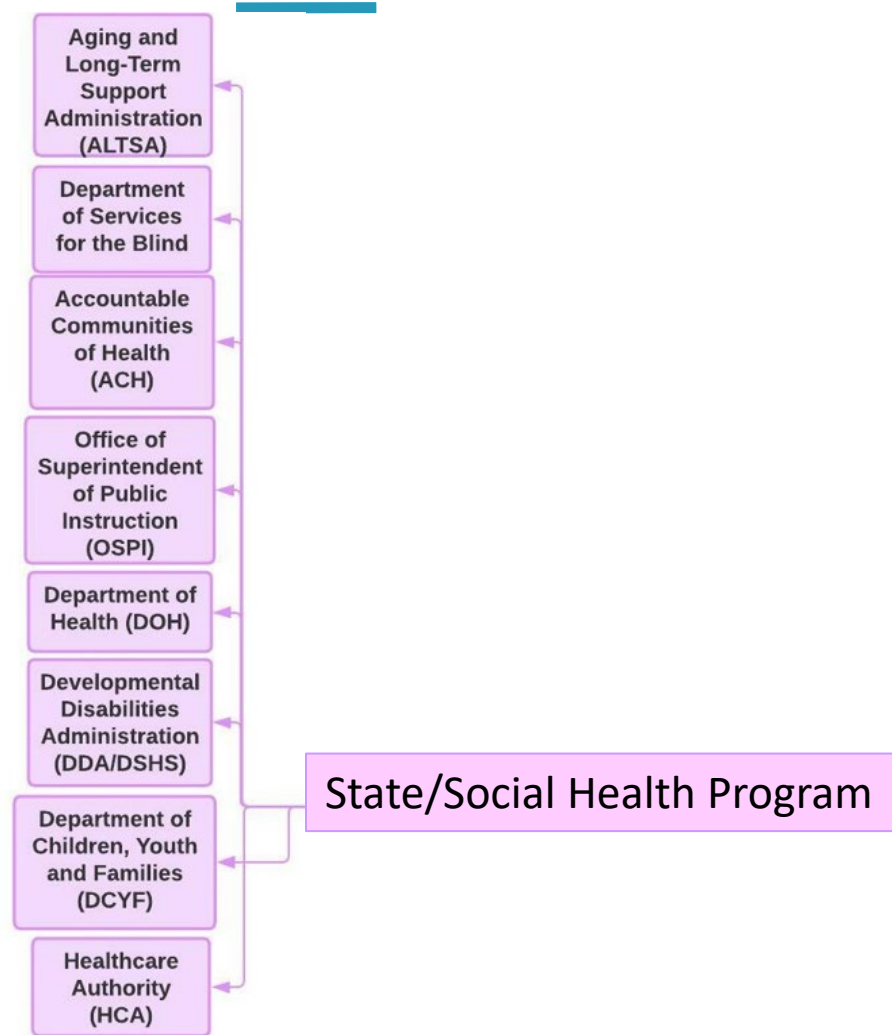 Aging and
Long-Term
Support
Administration
(ALTSA)
Department
of Services
for the Blind
Accountable
Communities
of Health
(ACH)
Office of
Superintendent
of Public
Instruction
(OSPI)
Department of
Health (DOH)
Developmental
Disabilities
Administration
(DDA/DSHS)
State/Social Health Program
Department of
Children, Youth
and Families
(DCYF)
Healthcare
Authority
(HCA)